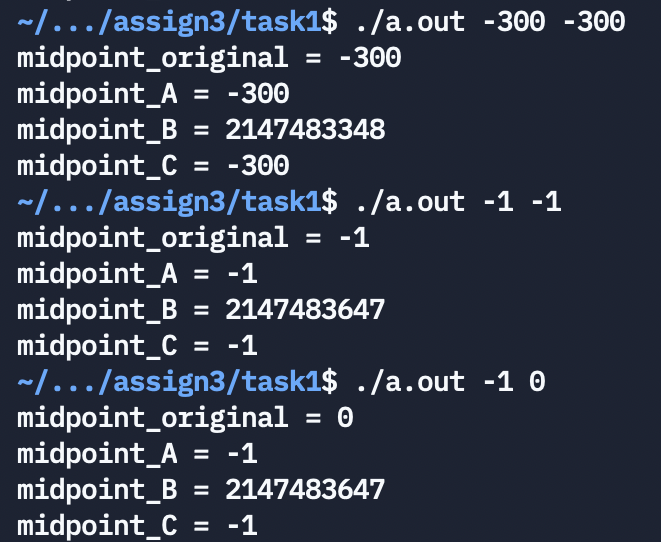 ~/.../assign3/task1$ ./a.out -300 -300
midpoint_original = -300
midpoint_A = -300
midpoint_B = 2147483348
midpoint_C = -300
~/.../assign3/task1$ ./a.out -1 -1
midpoint_original = -1
midpoint_A = -1
midpoint_B = 2147483647
midpoint_C = -1
~/.../assign3/task1$ ./a.out -1 0
midpoint_original = 0
midpoint_A = -1
midpoint_B = 2147483647
midpoint_C = -1